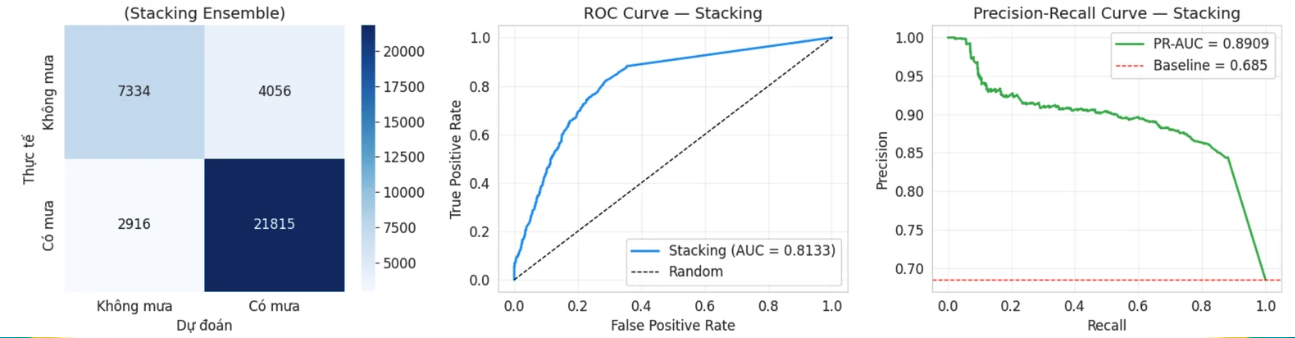 (Stacking Ensemble)
Thực tế
Không mưa
Có mưa
7334
4056
2916
21815
Không mưa
Có mưa
Dự đoán
20000
17500
15000
12500
10000
7500
5000
ROC Curve — Stacking
True Positive Rate
1.0
0.8
0.6
0.4
0.2
0.0
Stacking (AUC = 0.8133)
Random
0.0
0.2
0.4
0.6
0.8
1.0
False Positive Rate
Precision-Recall Curve — Stacking
Precision
1.00
0.95
0.90
0.85
0.80
0.75
0.70
PR-AUC = 0.8909
Baseline = 0.685
0.0
0.2
0.4
0.6
0.8
1.0
Recall